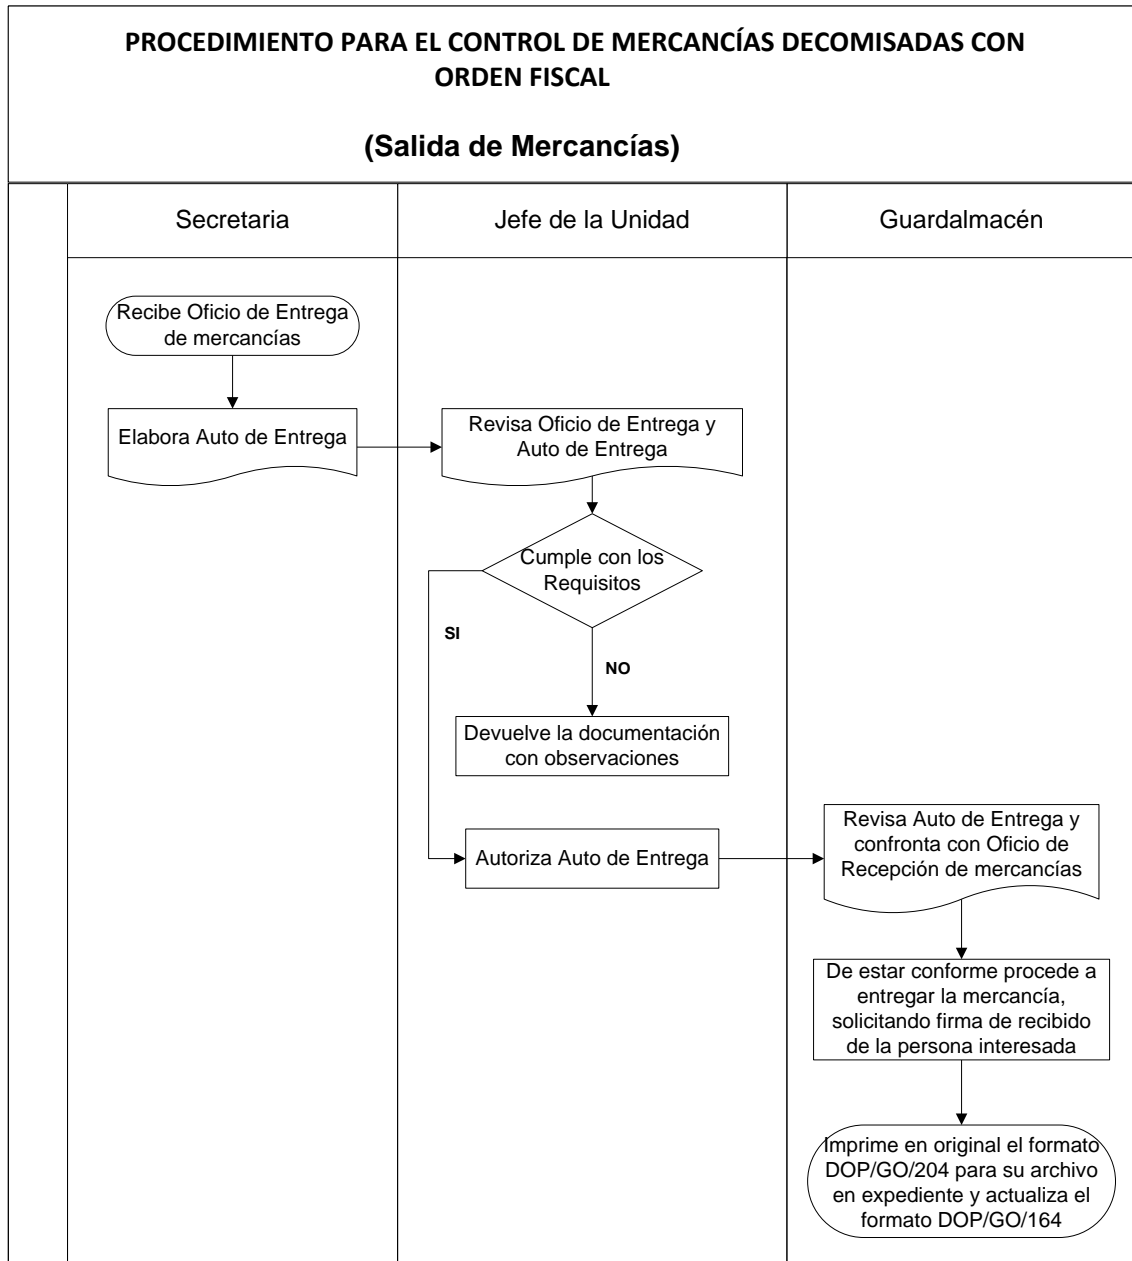 PROCEDIMIENTO PARA EL CONTROL DE MERCANCÍAS DECOMISADAS CON
ORDEN FISCAL
(Salida de Mercancías)
Secretaria
Jefe de la Unidad
Guardalmacén
Recibe Oficio de Entrega
de mercancías
Elabora Auto de Entrega
Revisa Oficio de Entrega y
Auto de Entrega
Cumple con los
Requisitos
SI
NO
Devuelve la documentación
con observaciones
Autoriza Auto de Entrega
Revisa Auto de Entrega y
confronta con Oficio de
Recepción de mercancías
De estar conforme procede a
entregar la mercancía,
solicitando firma de recibido
de la persona interesada
Imprime en original el formato
DOP/GO/204 para su archivo
en expediente y actualiza el
formato DOP/GO/164